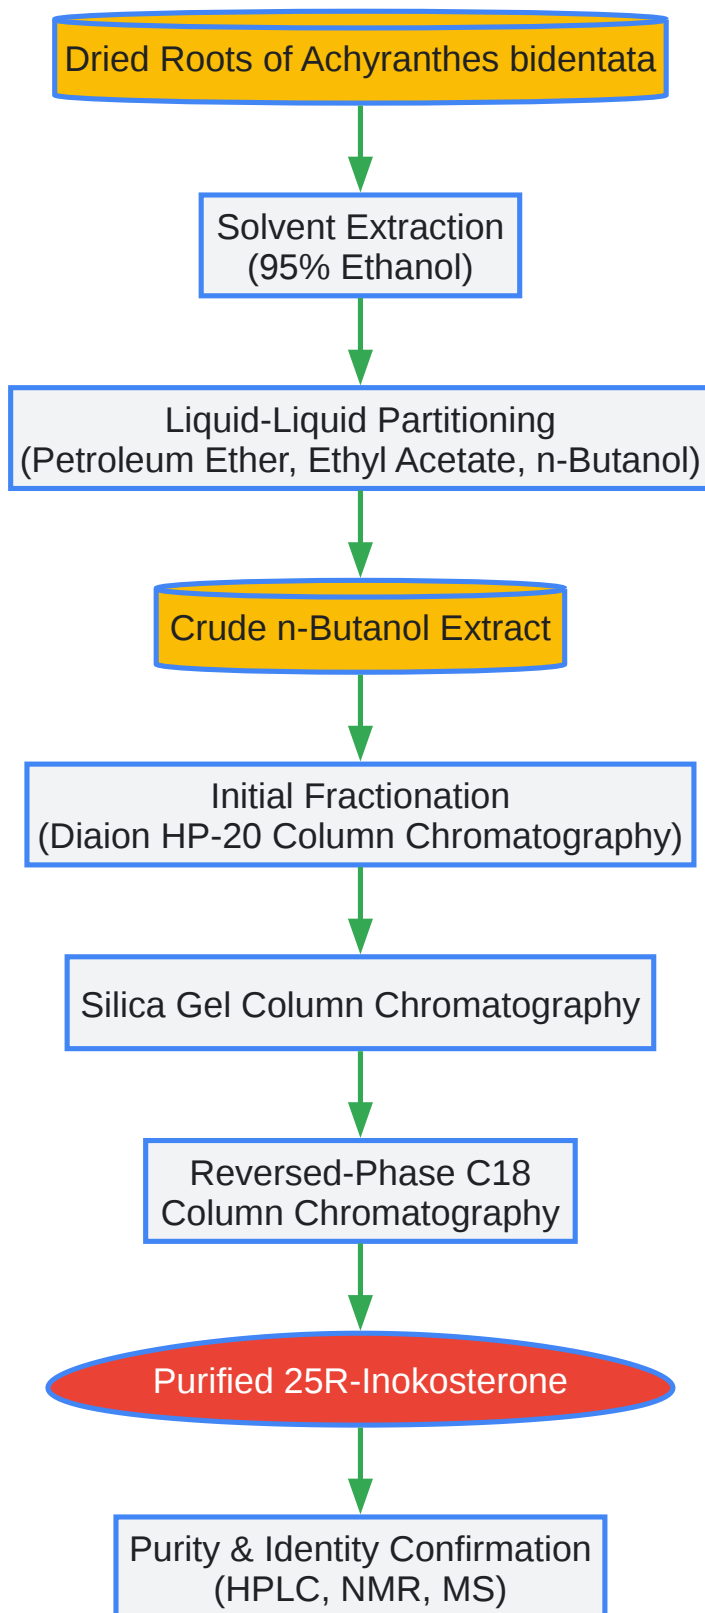 Dried Roots of Achyranthes bidentata
Solvent Extraction
(95% Ethanol)
Liquid-Liquid Partitioning
(Petroleum Ether, Ethyl Acetate, n-Butanol)
Crude n-Butanol Extract
Initial Fractionation
(Diaion HP-20 Column Chromatography)
Silica Gel Column Chromatography
Reversed-Phase C18
Column Chromatography
Purified 25R-Inokosterone
Purity & Identity Confirmation
(HPLC, NMR, MS)